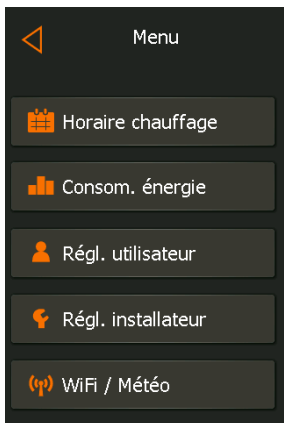 Menu
Horaire chauffage
Consom. énergie
Régl. utilisateur
Régl. installateur
WiFi / Météo